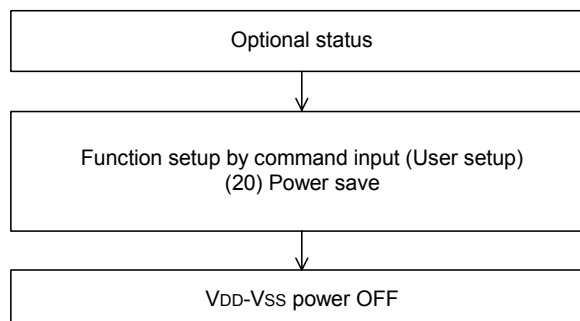 Optional status
Function setup by command input (User setup)
(20) Power save
VDD-VSS power OFF